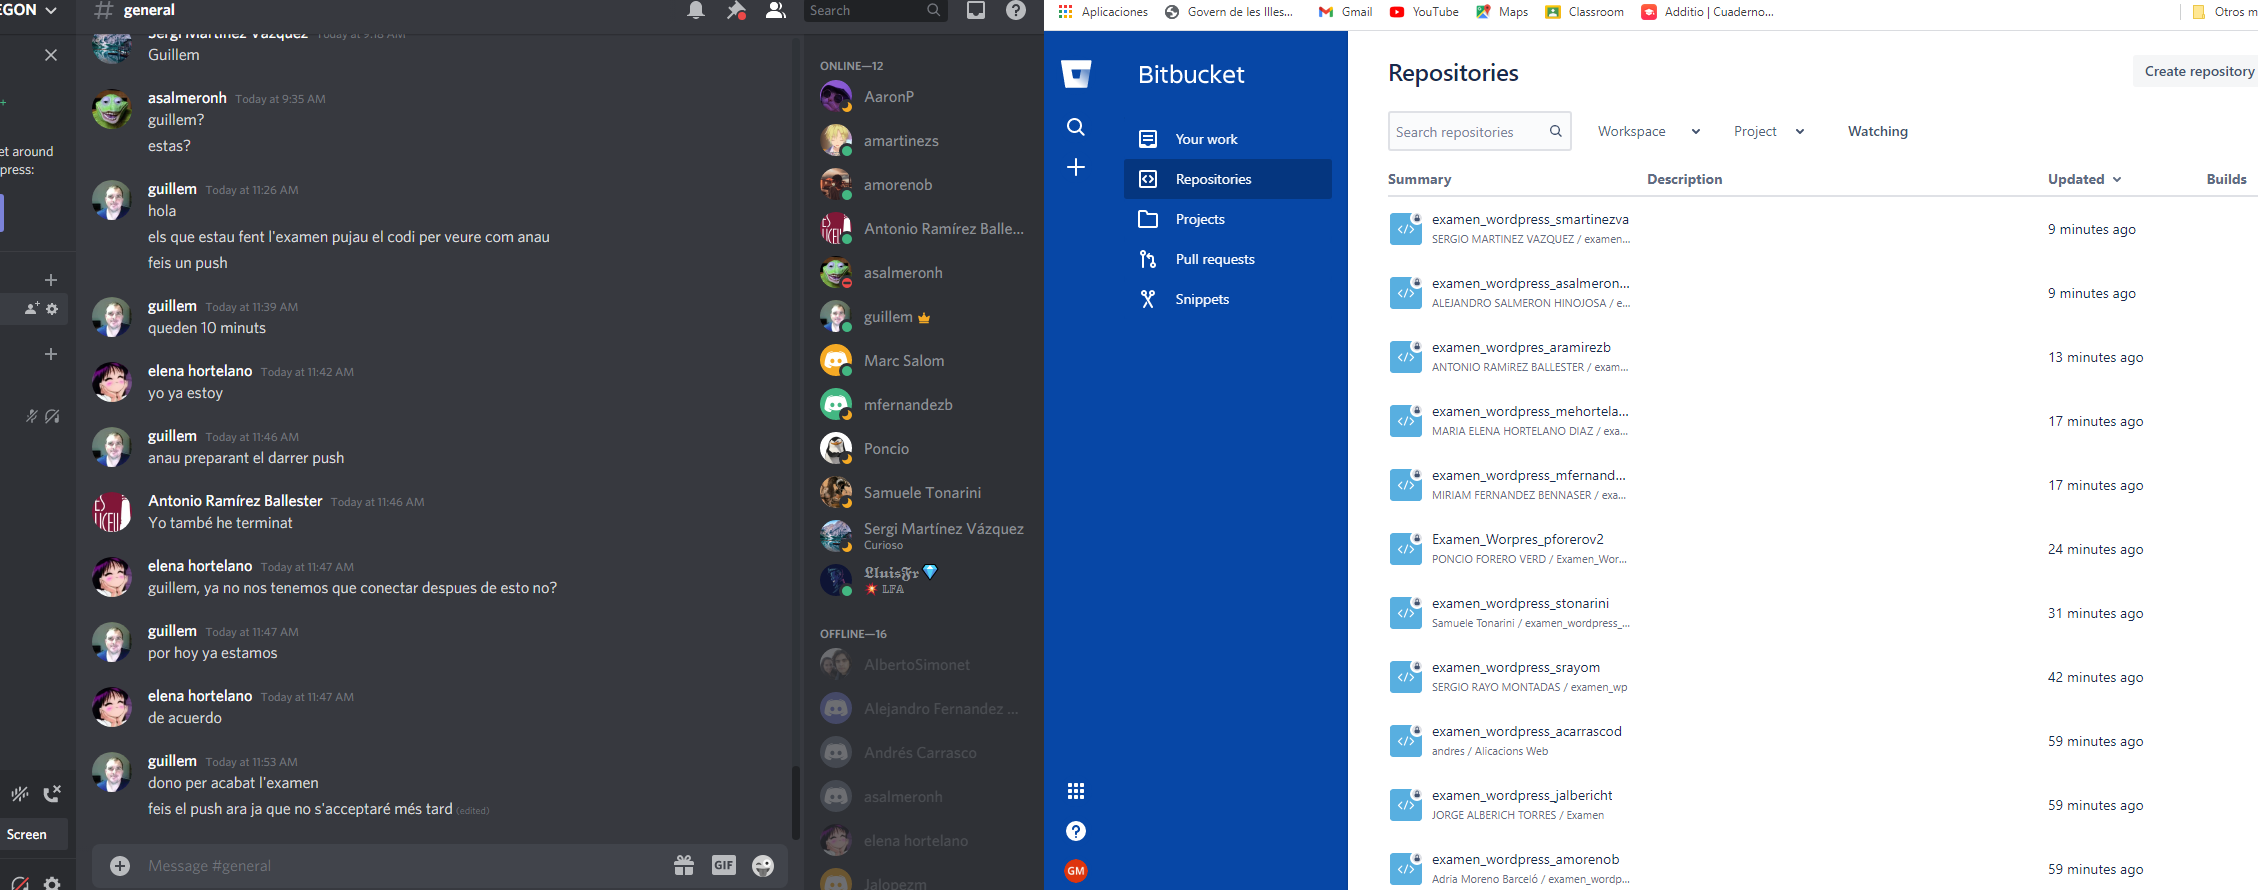 EGON
general
Search
Sergi Martínez Vázquez Today at 9:18 AM
Guillem
asalmeronh Today at 9:35 AM
guillem?
estas?
guillem Today at 11:26 AM
hola
els que estau fent l'examen pujau el codi per veure com anau
feis un push
guillem Today at 11:39 AM
queden 10 minuts
elena hortelano Today at 11:42 AM
yo ya estoy
guillem Today at 11:46 AM
anau preparant el darrer push
Antonio Ramírez Ballester Today at 11:46 AM
Yo també he terminat
elena hortelano Today at 11:47 AM
guillem, ya no nos tenemos que conectar despues de esto no?
guillem Today at 11:47 AM
por hoy ya estamos
elena hortelano Today at 11:47 AM
de acuerdo
guillem Today at 11:53 AM
dono per acabat l'examen
feis el push ara ja que no s'acceptaré més tard (edited)
Message #general
GIF
et around
press:
Screen
ONLINE—12
AaronP
amartinezs
amorenob
Antonio Ramírez Balle...
asalmeronh
guillem
Marc Salom
mfernandezb
Poncio
Samuele Tonarini
Sergi Martínez Vázquez
Curioso
𝕷𝖑𝖚𝖎𝖘𝕱𝖗
LFA
OFFLINE—16
AlbertoSimonet
Alejandro Fernandez ...
Andrés Carrasco
asalmeronh
elena hortelano
Jalopezm
Aplicaciones
Govern de les Illes...
Gmail
YouTube
Maps
Classroom
Additio | Cuaderno...
Otros m
Bitbucket
Your work
Repositories
Projects
Pull requests
Snippets
GM
Repositories
Create repository
Search repositories
Workspace
Project
Watching
Summary Description Updated Builds
examen_wordpress_smartinezva
SERGIO MARTINEZ VAZQUEZ / examen...
9 minutes ago
examen_wordpress_asalmeron...
ALEJANDRO SALMERON HINOJOSA / e...
9 minutes ago
examen_wordpres_aramirezb
ANTONIO RAMíREZ BALLESTER / exam...
13 minutes ago
examen_wordpress_mehortela...
MARIA ELENA HORTELANO DIAZ / exa...
17 minutes ago
examen_wordpress_mfernand...
MIRIAM FERNANDEZ BENNASER / exa...
17 minutes ago
Examen_Worpres_pforerov2
PONCIO FORERO VERD / Examen_Wor...
24 minutes ago
examen_wordpress_stonarini
Samuele Tonarini / examen_wordpress_...
31 minutes ago
examen_wordpress_srayom
SERGIO RAYO MONTADAS / examen_wp
42 minutes ago
examen_wordpress_acarrascod
andres / Alicacions Web
59 minutes ago
examen_wordpress_jalbericht
JORGE ALBERICH TORRES / Examen
59 minutes ago
examen_wordpress_amorenob
Adria Moreno Barceló / examen_wordp...
59 minutes ago